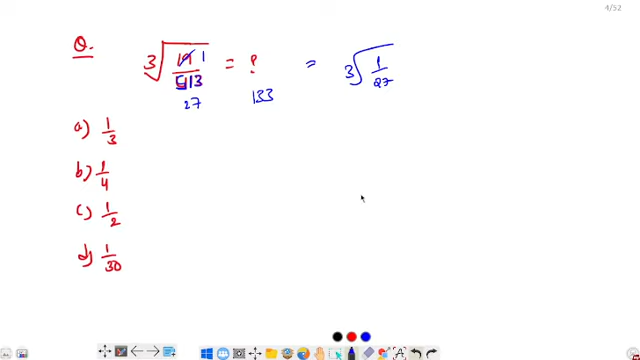 4/52
Q. 3√19/513 = ? = 3√1/27
1
27 133
a) 1/3
b) 1/4
c) 1/2
d) 1/30